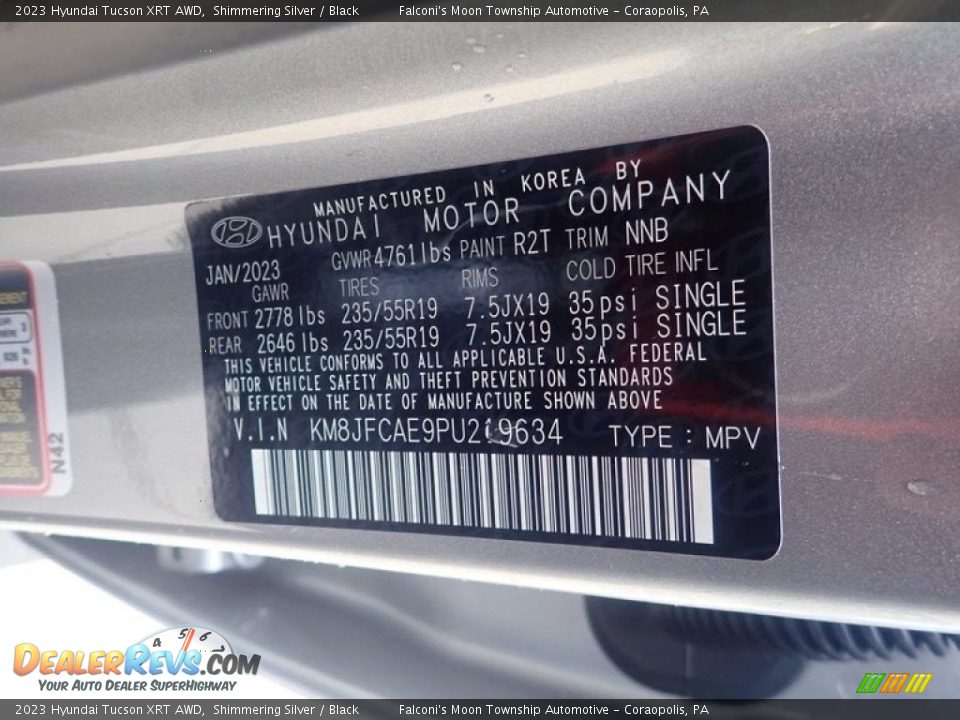 2023 Hyundai Tucson XRT AWD, Shimmering Silver / Black Falconi's Moon Township Automotive - Coraopolis, PA
MANUFACTURED IN KOREA BY
HYUNDAI MOTOR COMPANY
JAN/2023 GVWR 4761 lbs PAINT R2T TRIM NNB
GAWR TIRES RIMS COLD TIRE INFL
FRONT 2778 lbs 235/55R19 7.5JX19 35psi SINGLE
REAR 2646 lbs 235/55R19 7.5JX19 35psi SINGLE
THIS VEHICLE CONFORMS TO ALL APPLICABLE U.S.A. FEDERAL
MOTOR VEHICLE SAFETY AND THEFT PREVENTION STANDARDS
IN EFFECT ON THE DATE OF MANUFACTURE SHOWN ABOVE
V.I.N KM8JFCAE9PU219634 TYPE : MPV
N42
4 5 6
DEALERREVS.COM
YOUR AUTO DEALER SUPERHIGHWAY
2023 Hyundai Tucson XRT AWD, Shimmering Silver / Black Falconi's Moon Township Automotive - Coraopolis, PA